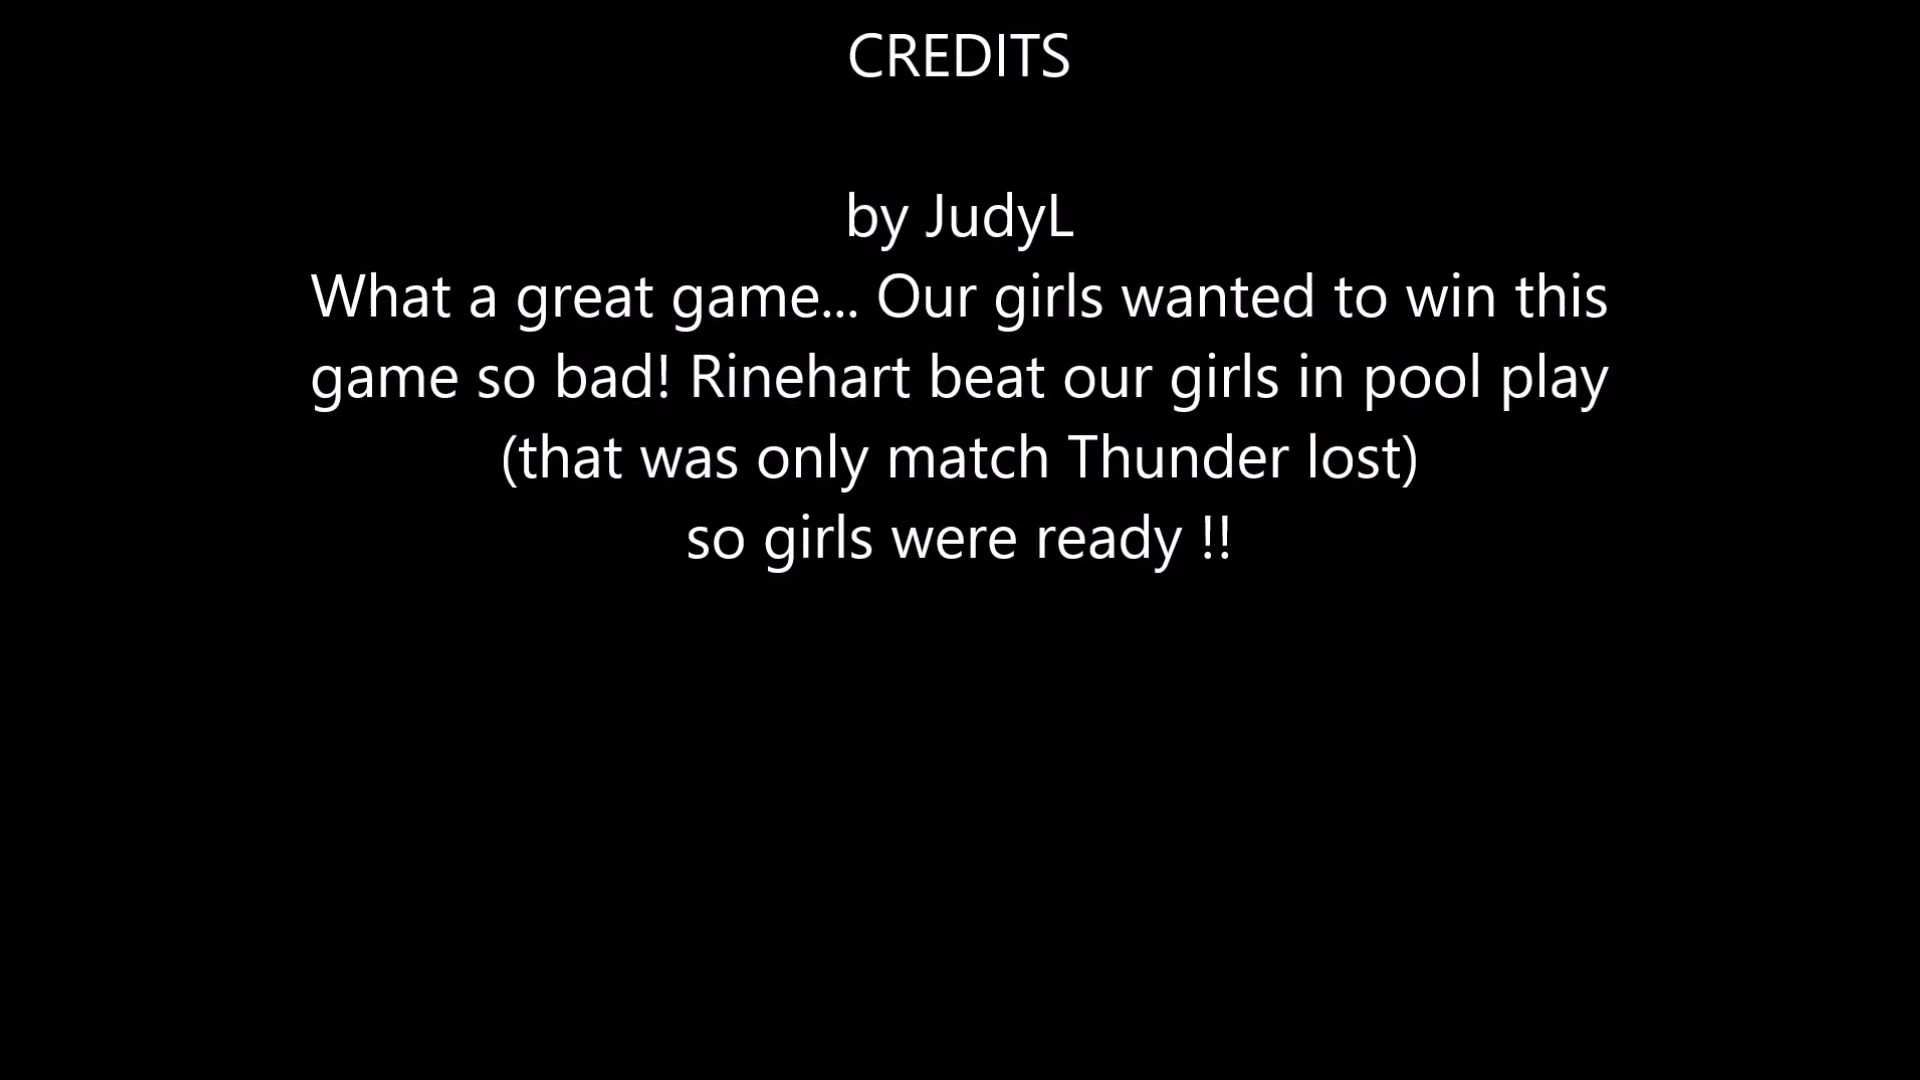 CREDITS
by JudyL
What a great game... Our girls wanted to win this
game so bad! Rinehart beat our girls in pool play
(that was only match Thunder lost)
so girls were ready !!